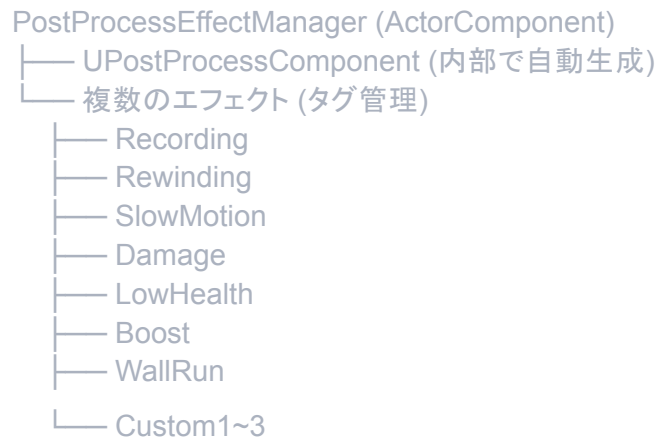 PostProcessEffectManager (ActorComponent)
├── UPostProcessComponent (内部で自動生成)
└── 複数のエフェクト (タグ管理)
├── Recording
├── Rewinding
├── SlowMotion
├── Damage
├── LowHealth
├── Boost
├── WallRun
└── Custom1~3